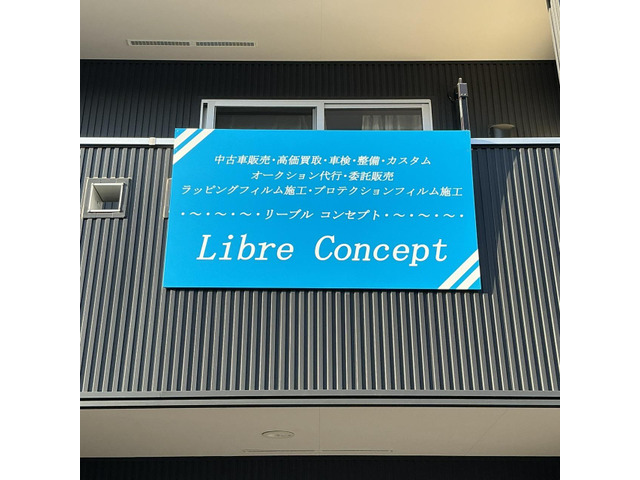 中古車販売・高価買取・車検・整備・カスタム
オークション代行・委託販売
ラッピングフィルム施工・プロテクションフィルム施工
・～・～・～・リーブル コンセプト・～・～・～・
Libre Concept